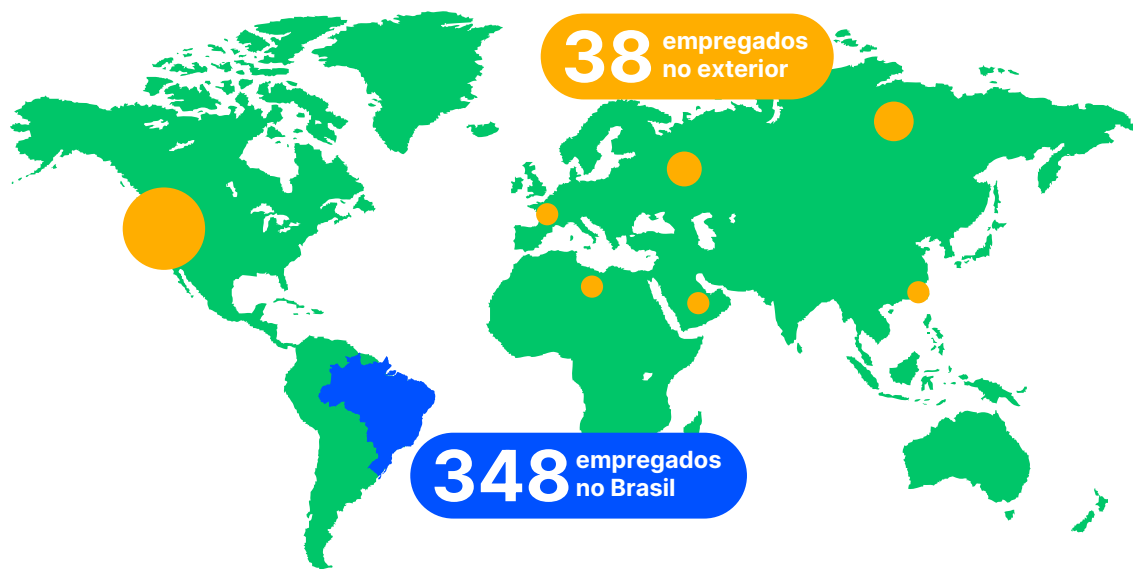 38 empregados
no exterior
348 empregados
no Brasil